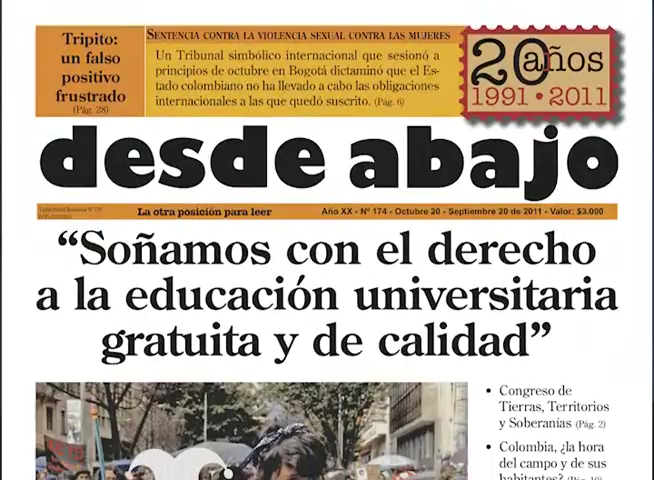 Tripito:
un falso
positivo
frustrado
(Pág. 28)
SENTENCIA CONTRA LA VIOLENCIA SEXUAL CONTRA LAS MUJERES
Un Tribunal simbólico internacional que sesionó a
principios de octubre en Bogotá dictaminó que el Es-
tado colombiano no ha llevado a cabo las obligaciones
internacionales a las que quedó suscrito. (Pág. 6)
20 años
1991 • 2011
desde abajo
La otra posición para leer
Año XX - Nº 174 - Octubre 20 - Septiembre 20 de 2011 - Valor: $3.000
“Soñamos con el derecho
a la educación universitaria
gratuita y de calidad”
• Congreso de
Tierras, Territorios
y Soberanías (Pág. 2)
• Colombia, ¿la hora
del campo y de sus
habitantes?